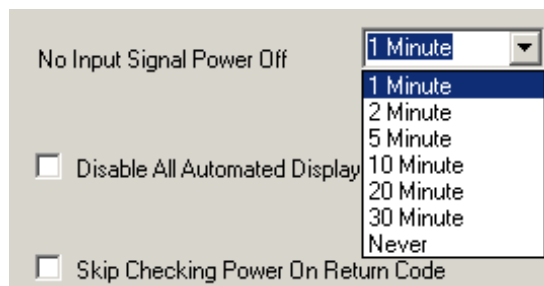 No Input Signal Power Off
1 Minute
1 Minute
2 Minute
5 Minute
10 Minute
20 Minute
30 Minute
Never
Disable All Automated Display
Skip Checking Power On Return Code